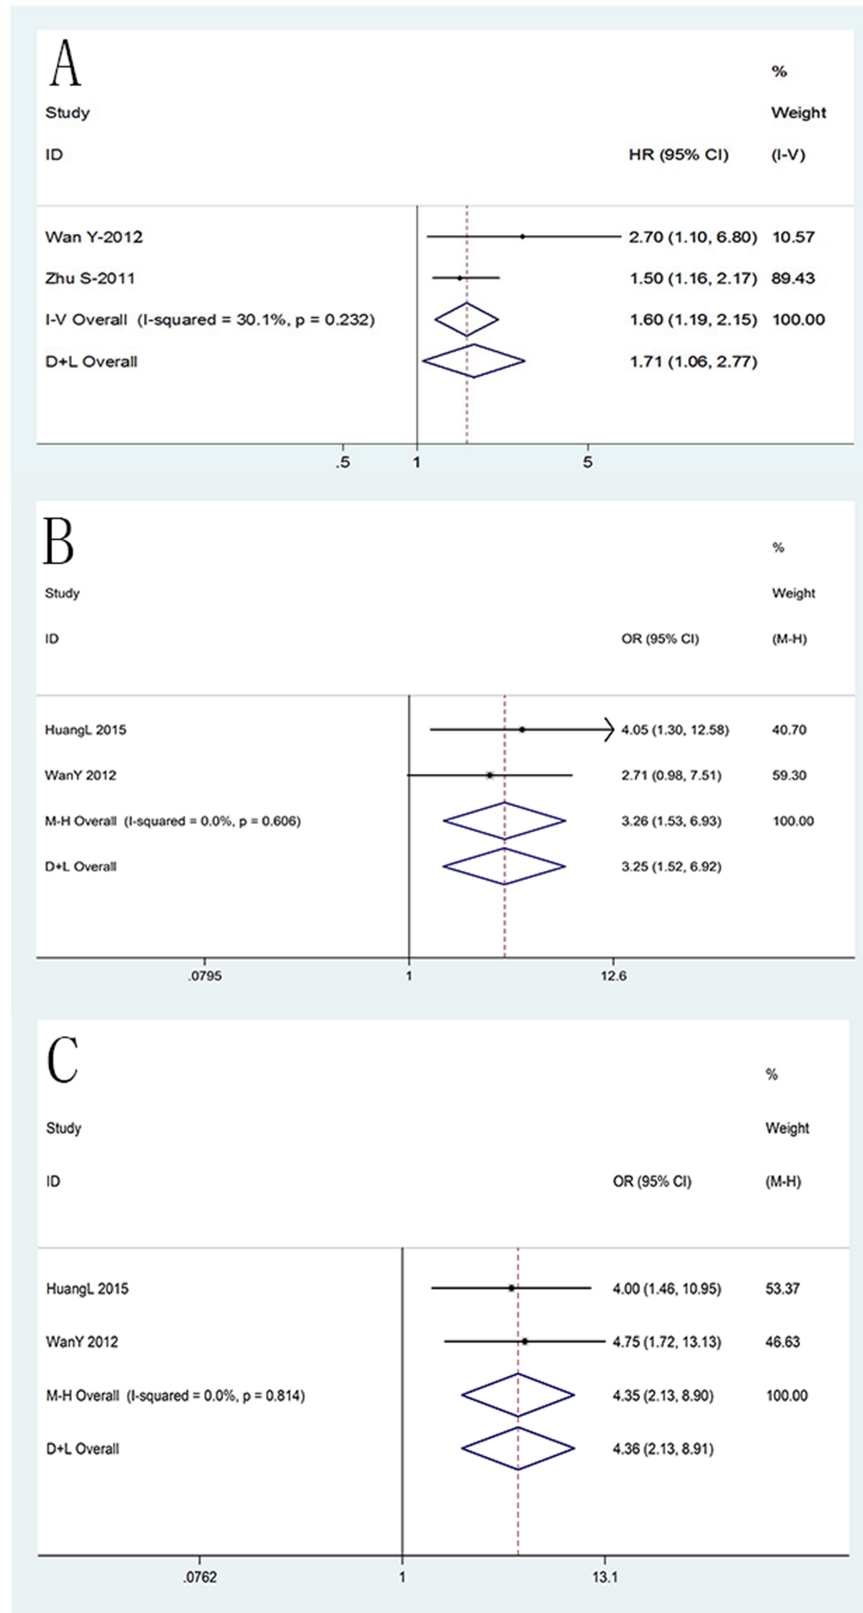 A
%
Study Weight
ID HR (95% CI) (I-V)
Wan Y-2012 2.70 (1.10, 6.80) 10.57
Zhu S-2011 1.50 (1.16, 2.17) 89.43
I-V Overall (I-squared = 30.1%, p = 0.232) 1.60 (1.19, 2.15) 100.00
D+L Overall 1.71 (1.06, 2.77)
.5 1 5
B
%
Study Weight
ID OR (95% CI) (M-H)
HuangL 2015 4.05 (1.30, 12.58) 40.70
WanY 2012 2.71 (0.98, 7.51) 59.30
M-H Overall (I-squared = 0.0%, p = 0.606) 3.26 (1.53, 6.93) 100.00
D+L Overall 3.25 (1.52, 6.92)
.0795 1 12.6
C
%
Study Weight
ID OR (95% CI) (M-H)
HuangL 2015 4.00 (1.46, 10.95) 53.37
WanY 2012 4.75 (1.72, 13.13) 46.63
M-H Overall (I-squared = 0.0%, p = 0.814) 4.35 (2.13, 8.90) 100.00
D+L Overall 4.36 (2.13, 8.91)
.0762 1 13.1